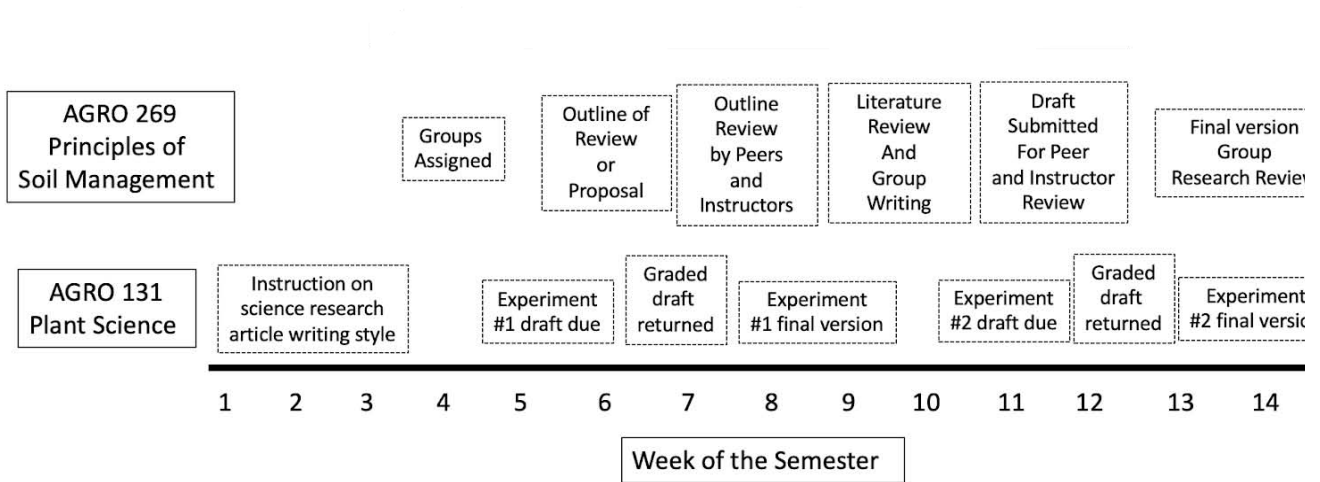 AGRO 269
Principles of
Soil Management
Groups
Assigned
Outline of
Review
or
Proposal
Outline
Review
by Peers
and
Instructors
Literature
Review
And
Group
Writing
Draft
Submitted
For Peer
and Instructor
Review
Final version
Group
Research
AGRO 131
Plant Science
Instruction on
science research
article writing style
Experiment
#1 draft due
Graded
draft
returned
Experiment
#1 final version
Experiment
#2 draft due
Graded
draft
returned
Experiment
#2 final
1 2 3 4 5 6 7 8 9 10 11 12 13 14
Week of the Semester